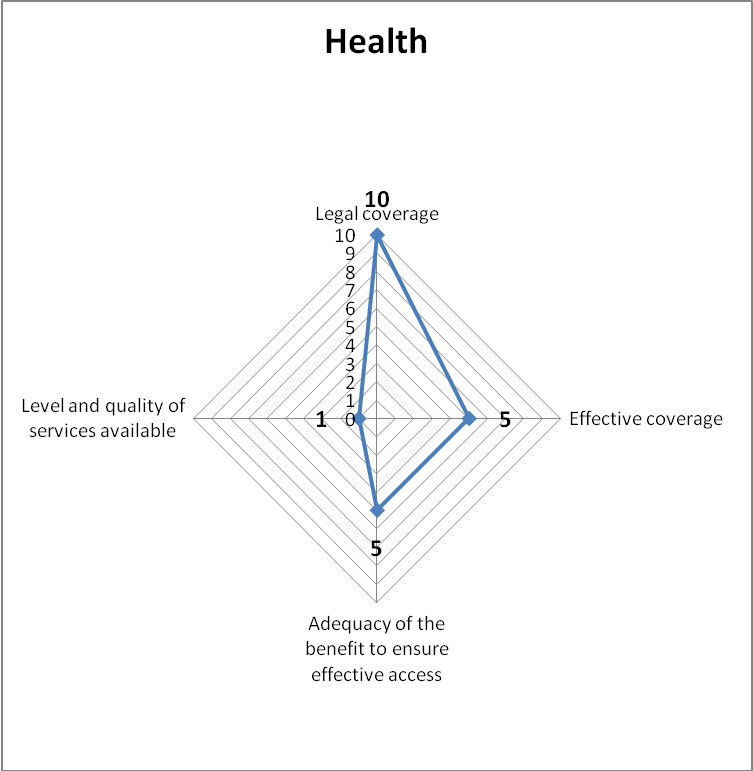 Health
10
Legal coverage
10
9
8
7
6
5
4
3
2
1
0
1
5
Level and quality of
services available
Effective coverage
5
Adequacy of the
benefit to ensure
effective access